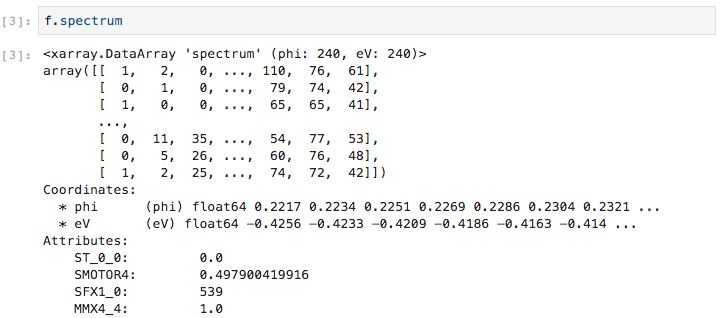 [3]: f.spectrum
[3]: <xarray.DataArray 'spectrum' (phi: 240, eV: 240)>
array([[  1,   2,   0, ..., 110,  76,  61],
       [  0,   1,   0, ...,  79,  74,  42],
       [  1,   0,   0, ...,  65,  65,  41],
       ...,
       [  0,  11,  35, ...,  54,  77,  53],
       [  0,   5,  26, ...,  60,  76,  48],
       [  1,   2,  25, ...,  74,  72,  42]])
Coordinates:
  * phi      (phi) float64 0.2217 0.2234 0.2251 0.2269 0.2286 0.2304 0.2321 ...
  * eV       (eV) float64 −0.4256 −0.4233 −0.4209 −0.4186 −0.4163 −0.414 ...
Attributes:
    ST_0_0:         0.0
    SMOTOR4:        0.497900419916
    SFX1_0:         539
    MMX4_4:         1.0